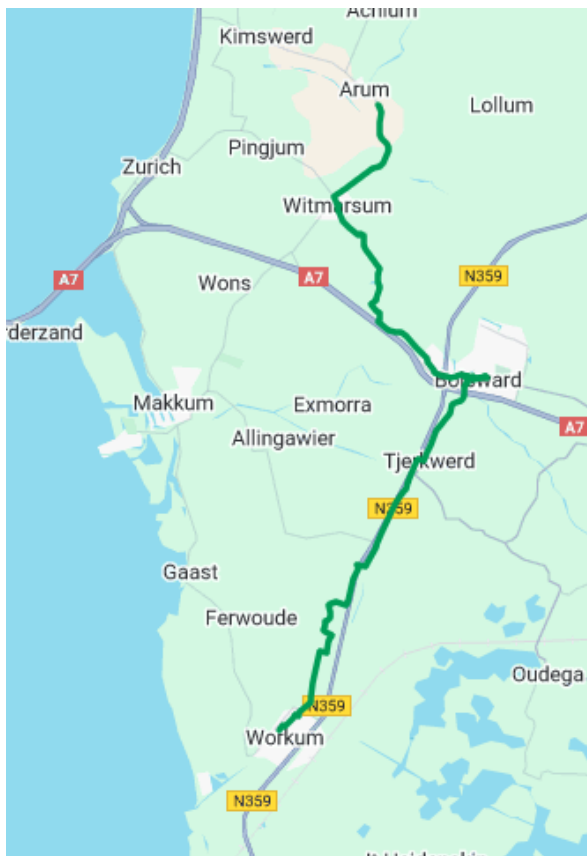 Achlum
Kimswerd
Arum
Lollum
Pingjum
Zurich
Witmarsum
A7
A7
N359
Wons
rderzand
Bolsward
Makkum
Exmorra
A7
Allingawier
Tjerkwerd
N359
Gaast
Ferwoude
Oudega
N359
Workum
N359